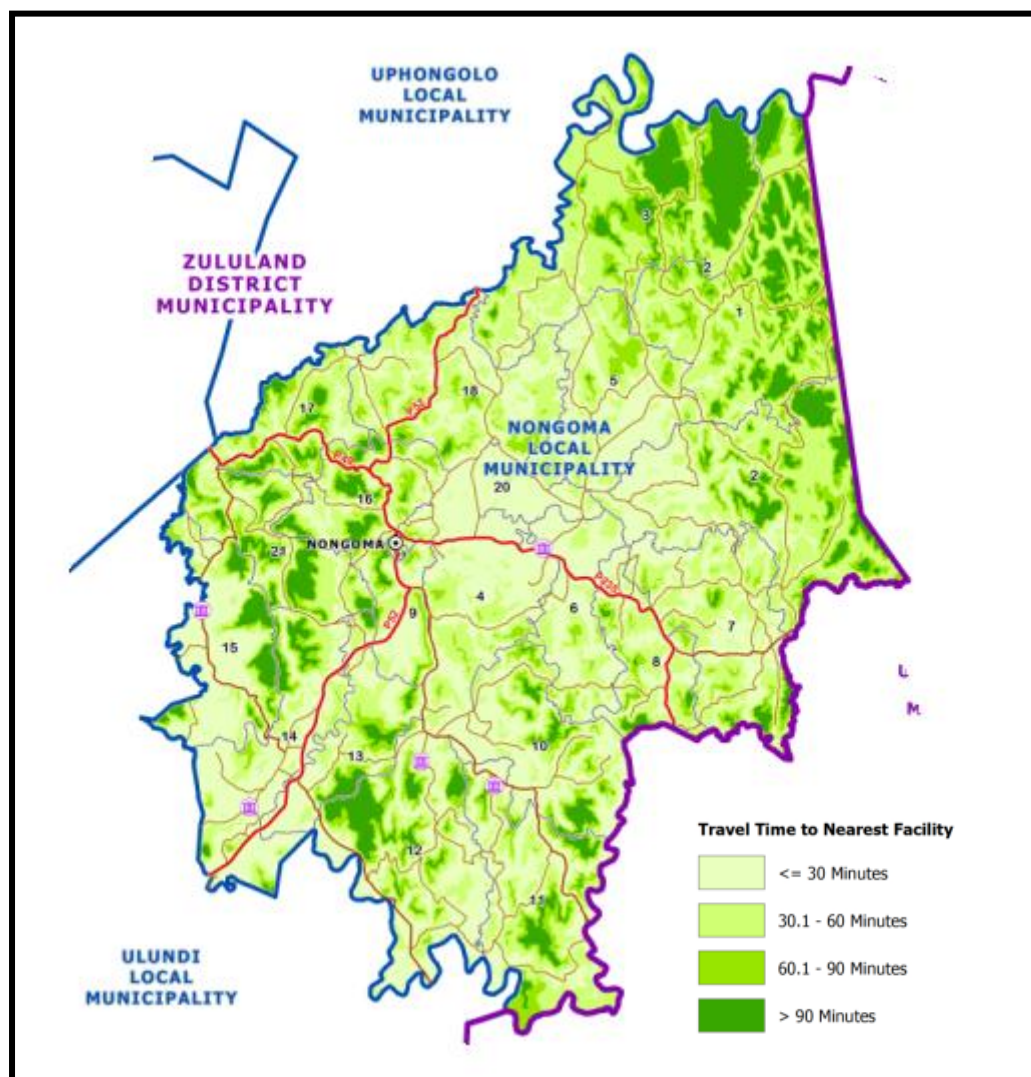 UPHONGOLO
LOCAL
MUNICIPALITY
ZULULAND
DISTRICT
MUNICIPALITY
3
2
1
5
18
17
P52
NONGOMA
LOCAL
MUNICIPALITY
20
2
16
NONGOMA
21
4
6
9
P52
7
8
15
L
M
14
13
10
12
11
Travel Time to Nearest Facility
<= 30 Minutes
30.1 - 60 Minutes
60.1 - 90 Minutes
> 90 Minutes
ULUNDI
LOCAL
MUNICIPALITY